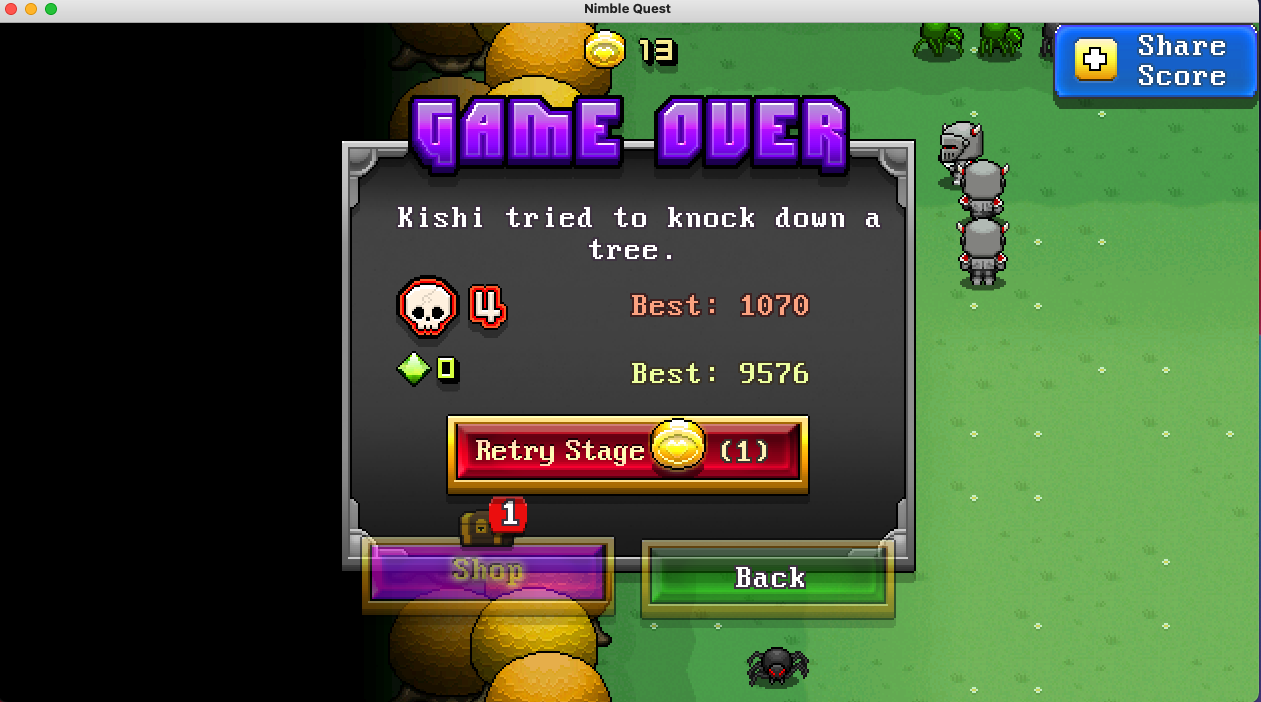 Nimble Quest
13
Share
Score
GAME OVER
Kishi tried to knock down a
tree.
4
Best: 1070
0
Best: 9576
Retry Stage (1)
1
Shop
Back